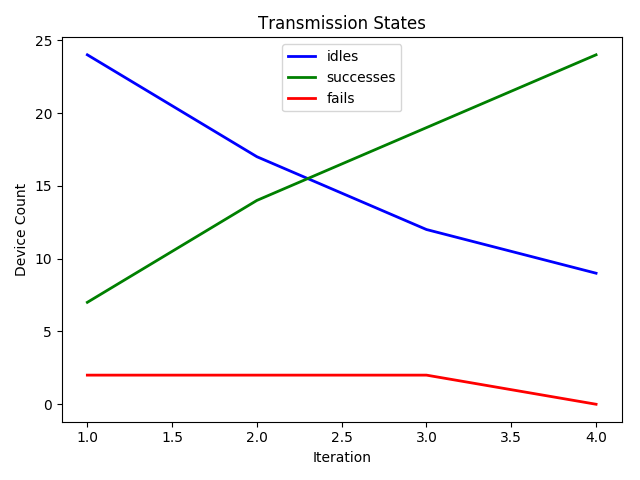 Transmission States
idles
successes
fails
Device Count
25
20
15
10
5
0
1.0 1.5 2.0 2.5 3.0 3.5 4.0
Iteration